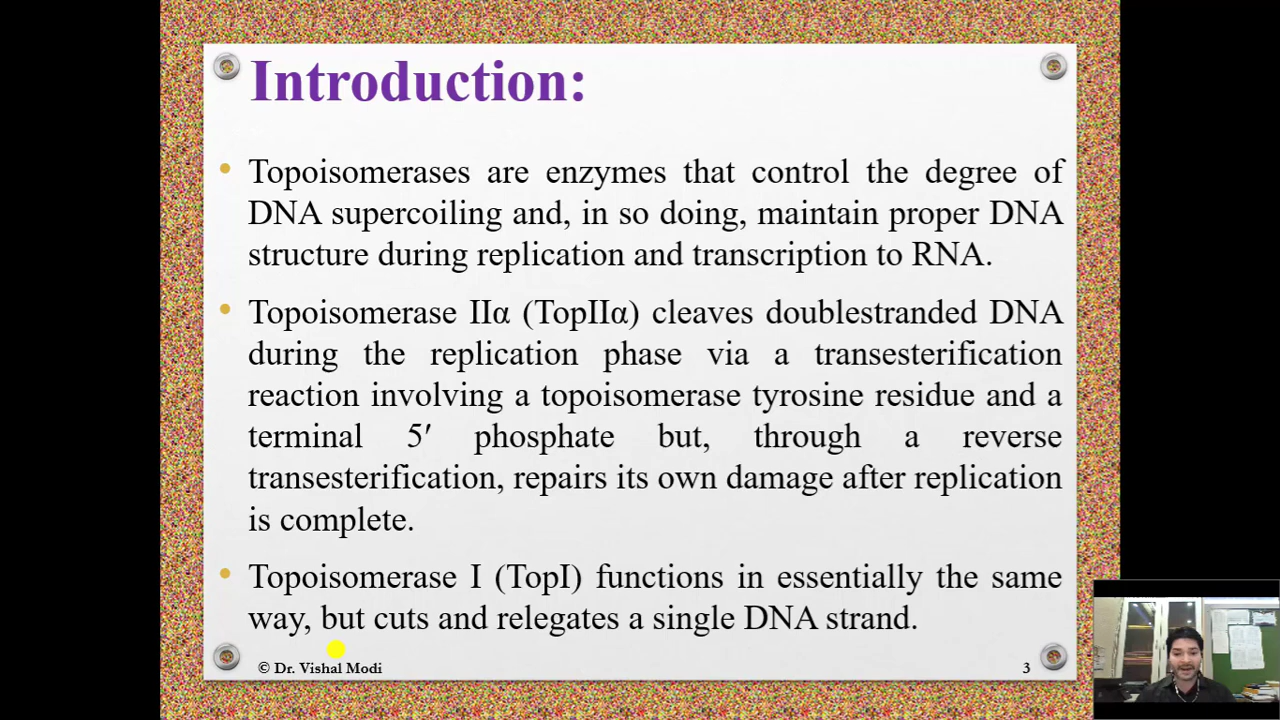 Introduction:
• Topoisomerases are enzymes that control the degree of
DNA supercoiling and, in so doing, maintain proper DNA
structure during replication and transcription to RNA.
• Topoisomerase IIα (TopIIα) cleaves doublestranded DNA
during the replication phase via a transesterification
reaction involving a topoisomerase tyrosine residue and a
terminal 5′ phosphate but, through a reverse
transesterification, repairs its own damage after replication
is complete.
• Topoisomerase I (TopI) functions in essentially the same
way, but cuts and relegates a single DNA strand.
© Dr. Vishal Modi 3